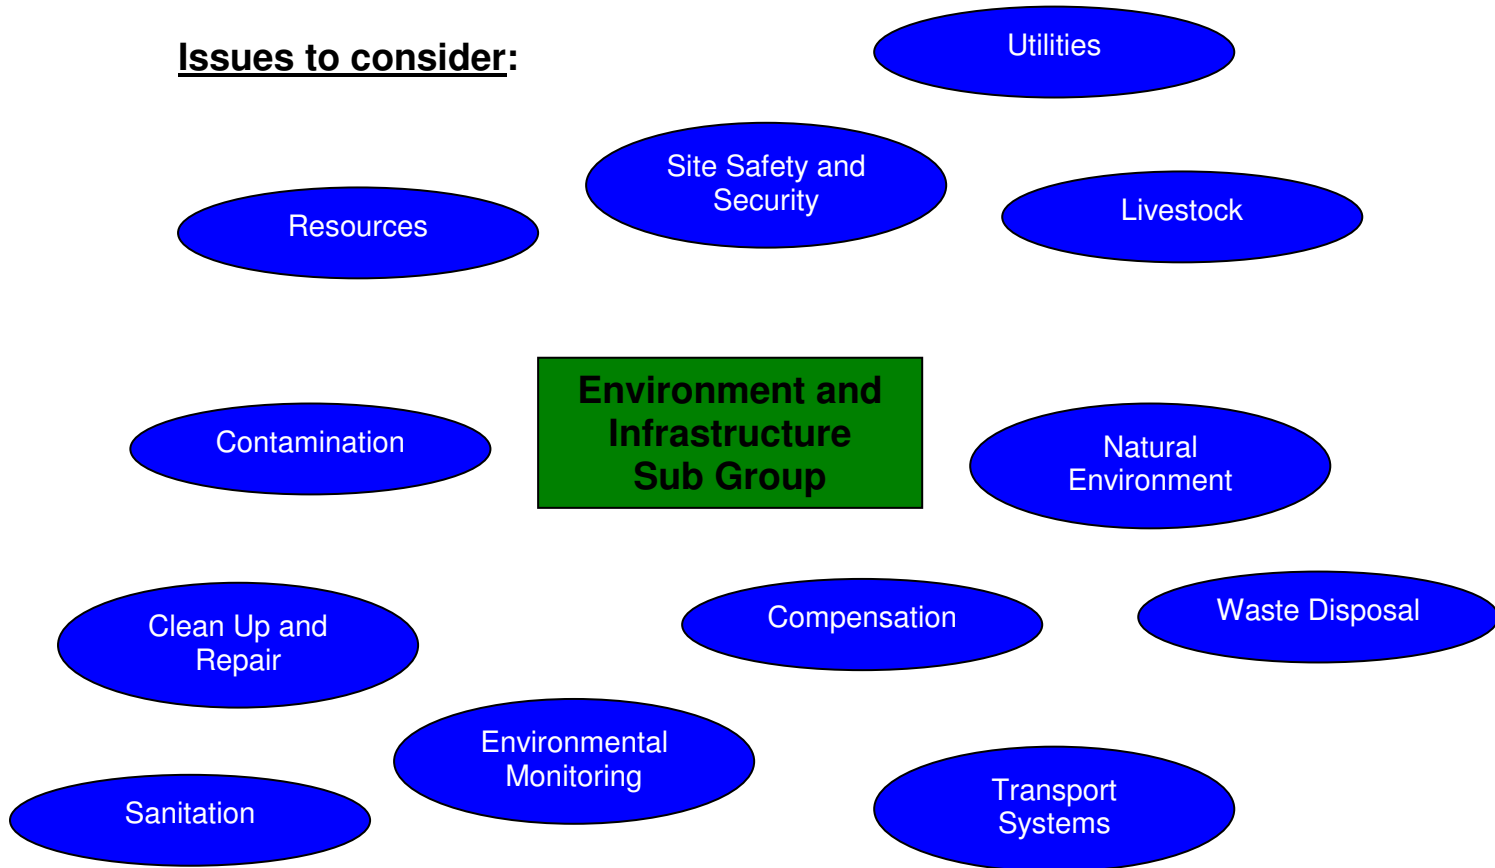 Issues to consider:
Utilities
Site Safety and
Security
Livestock
Resources
Environment and
Infrastructure
Sub Group
Contamination
Natural
Environment
Compensation
Waste Disposal
Clean Up and
Repair
Environmental
Monitoring
Transport
Systems
Sanitation